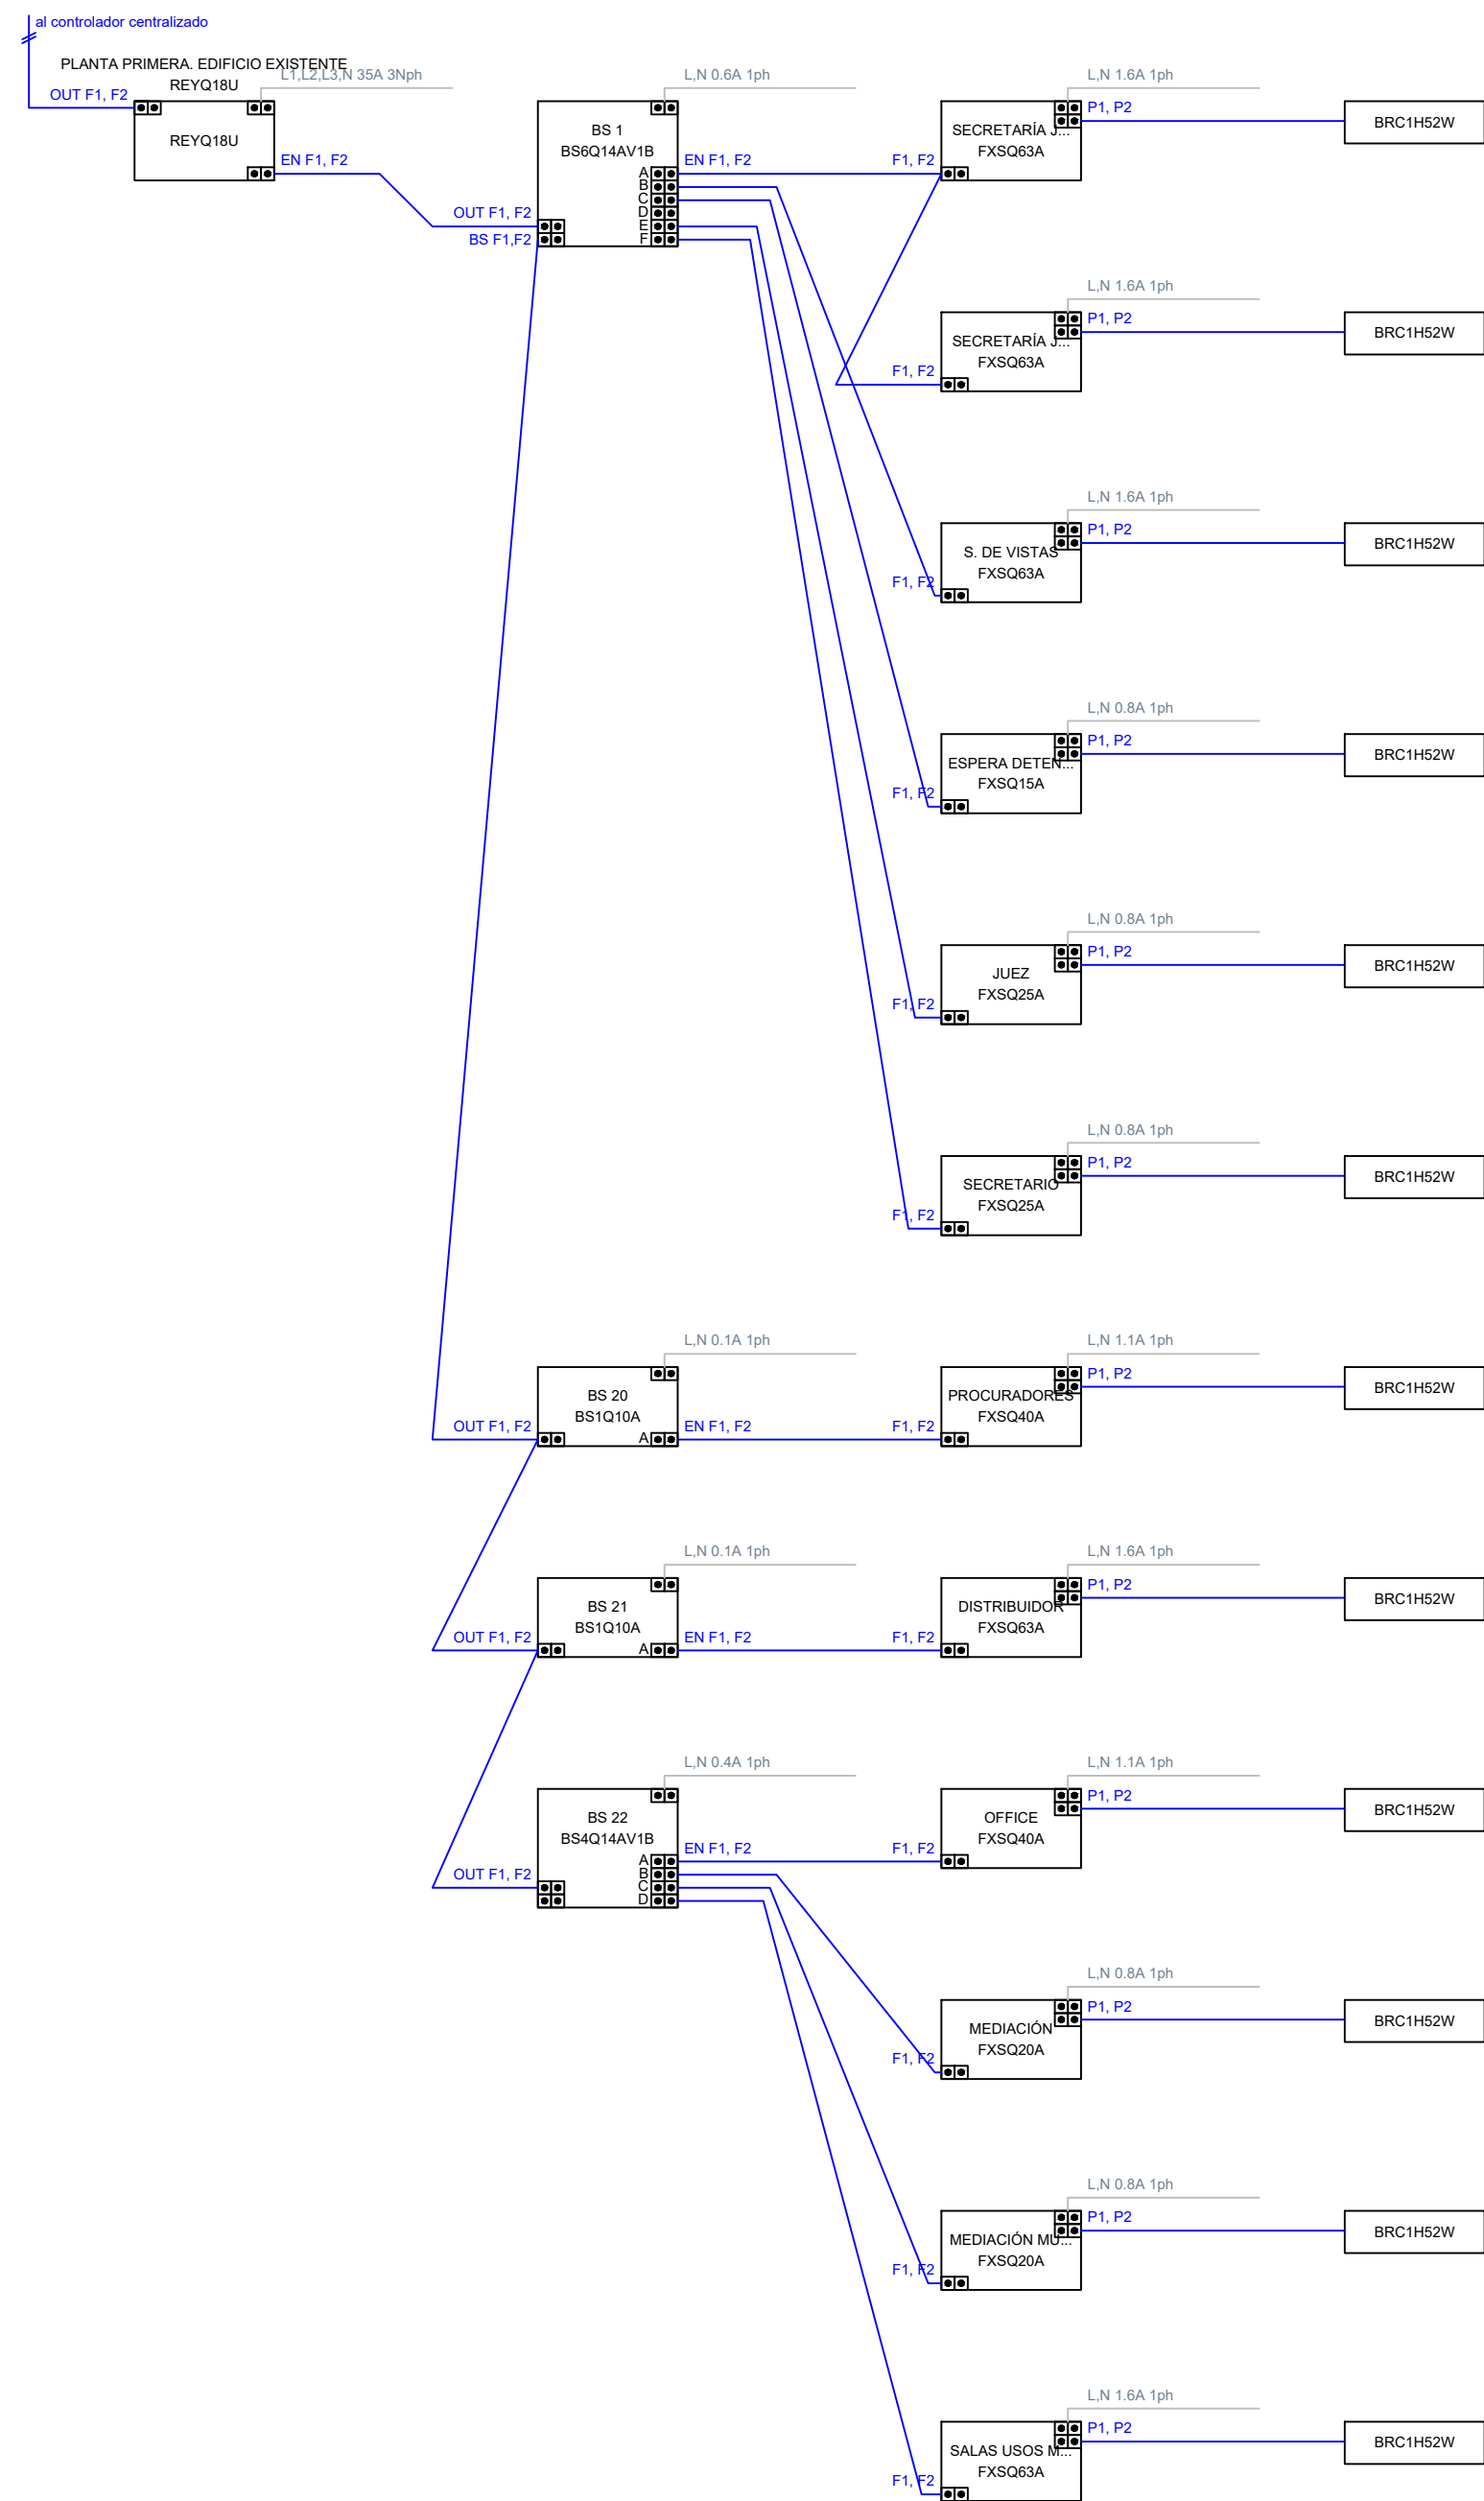 al controlador centralizado
PLANTA PRIMERA. EDIFICIO EXISTENTE
REYQ18U
L1,L2,L3,N 35A 3Nph
OUT F1, F2
REYQ18U
EN F1, F2
L,N 0.6A 1ph
BS 1
BS6Q14AV1B
A
B
C
D
E
F
EN F1, F2
OUT F1, F2
BS F1,F2
L,N 1.6A 1ph
SECRETARÍA J...
FXSQ63A
F1, F2
P1, P2
BRC1H52W
L,N 1.6A 1ph
SECRETARÍA J...
FXSQ63A
F1, F2
P1, P2
BRC1H52W
L,N 1.6A 1ph
S. DE VISTAS
FXSQ63A
F1, F2
P1, P2
BRC1H52W
L,N 0.8A 1ph
ESPERA DETEN...
FXSQ15A
F1, F2
P1, P2
BRC1H52W
L,N 0.8A 1ph
JUEZ
FXSQ25A
F1, F2
P1, P2
BRC1H52W
L,N 0.8A 1ph
SECRETARIO
FXSQ25A
F1, F2
P1, P2
BRC1H52W
L,N 0.1A 1ph
BS 20
BS1Q10A
OUT F1, F2
A
EN F1, F2
L,N 1.1A 1ph
PROCURADORES
FXSQ40A
F1, F2
P1, P2
BRC1H52W
L,N 0.1A 1ph
BS 21
BS1Q10A
OUT F1, F2
A
EN F1, F2
L,N 1.6A 1ph
DISTRIBUIDOR
FXSQ63A
F1, F2
P1, P2
BRC1H52W
L,N 0.4A 1ph
BS 22
BS4Q14AV1B
A
B
C
D
EN F1, F2
OUT F1, F2
L,N 1.1A 1ph
OFFICE
FXSQ40A
F1, F2
P1, P2
BRC1H52W
L,N 0.8A 1ph
MEDIACIÓN
FXSQ20A
F1, F2
P1, P2
BRC1H52W
L,N 0.8A 1ph
MEDIACIÓN MU...
FXSQ20A
F1, F2
P1, P2
BRC1H52W
L,N 1.6A 1ph
SALAS USOS M...
FXSQ63A
F1, F2
P1, P2
BRC1H52W